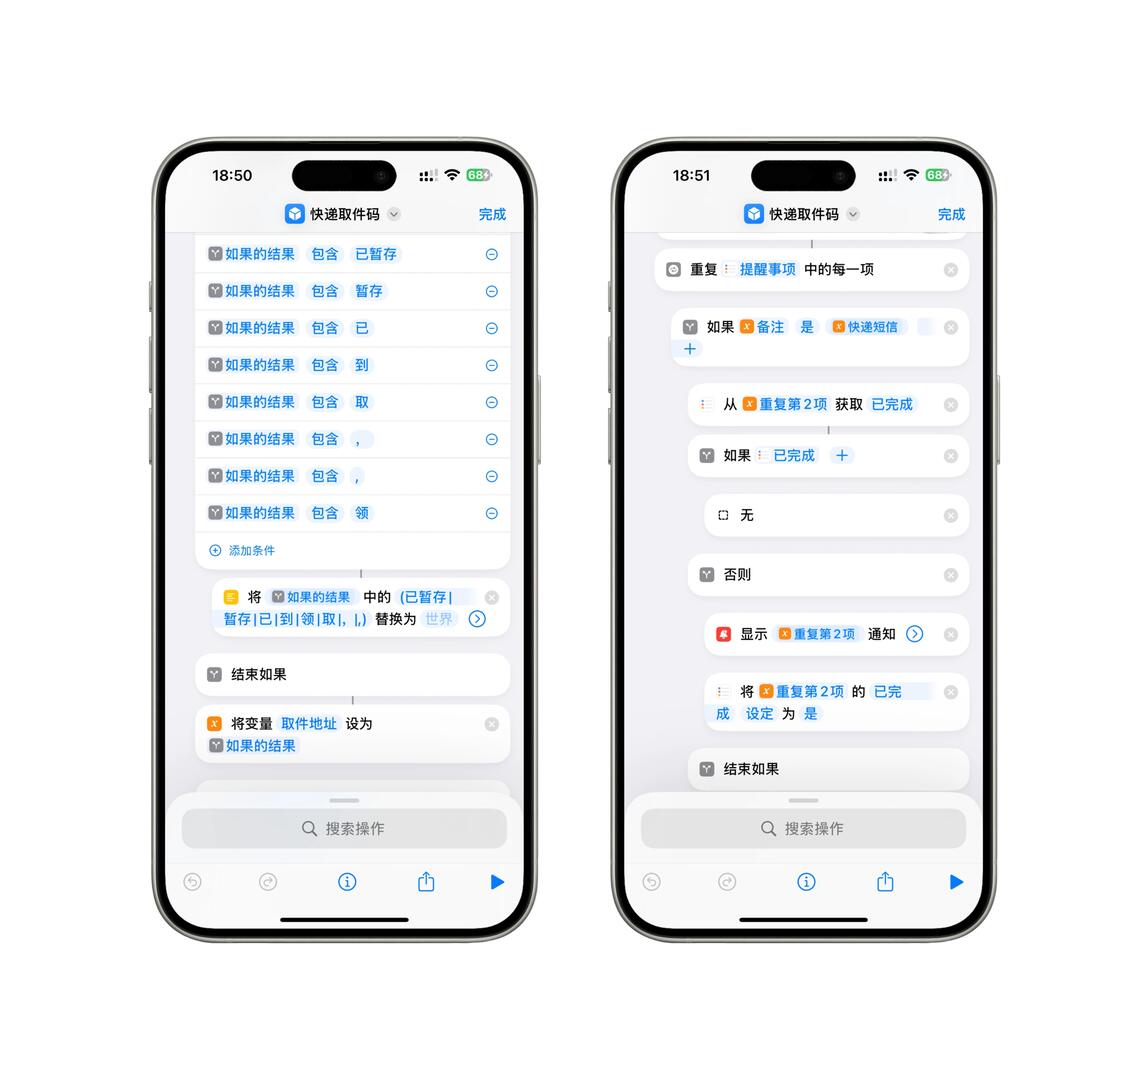 18:50
68
快递取件码
完成
如果的结果 包含 已暂存
如果的结果 包含 暂存
如果的结果 包含 已
如果的结果 包含 到
如果的结果 包含 取
如果的结果 包含 ，
如果的结果 包含 ,
如果的结果 包含 领
添加条件
将 如果的结果 中的 (已暂存|
暂存|已|到|领|取|，|,) 替换为 世界
结束如果
将变量 取件地址 设为
如果的结果
搜索操作
18:51
68
快递取件码
完成
重复 提醒事项 中的每一项
如果 备注 是 快递短信
从 重复第2项 获取 已完成
如果 已完成
无
否则
显示 重复第2项 通知
将 重复第2项 的 已完
成 设定 为 是
结束如果
搜索操作